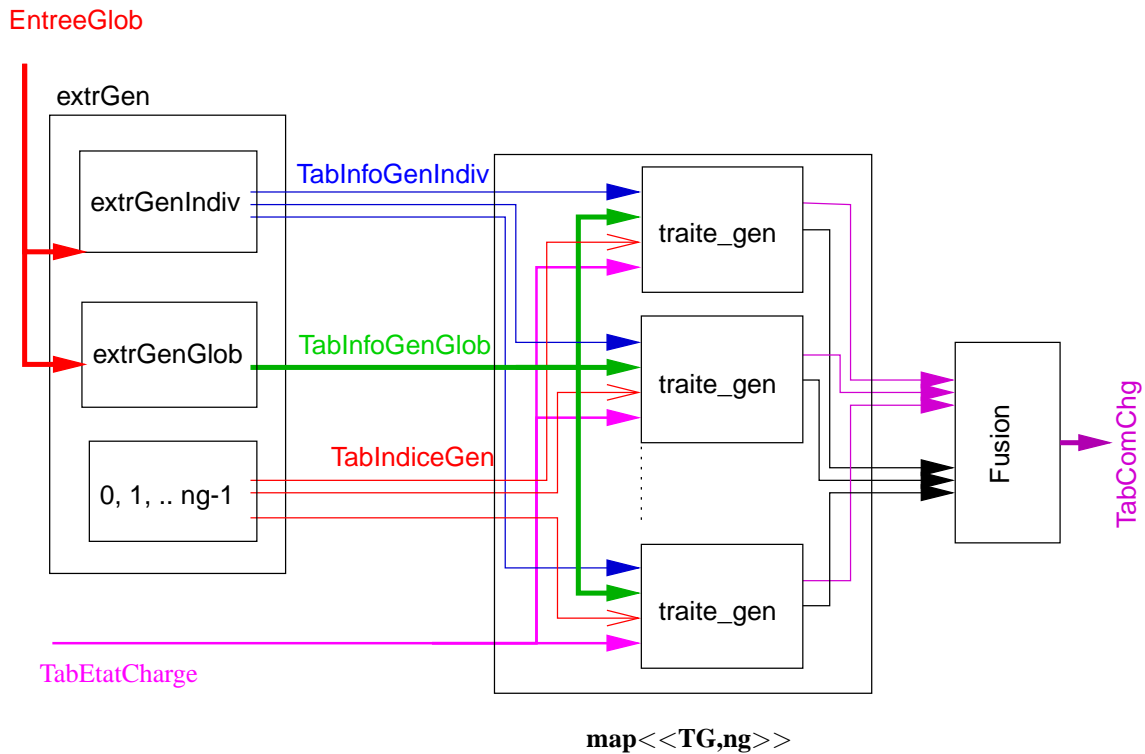 EntreeGlob
extrGen
extrGenIndiv
TabInfoGenIndiv
traite_gen
extrGenGlob
TabInfoGenGlob
traite_gen
TabIndiceGen
0, 1, .. ng-1
Fusion
TabComChg
traite_gen
TabEtatCharge
map<<TG,ng>>